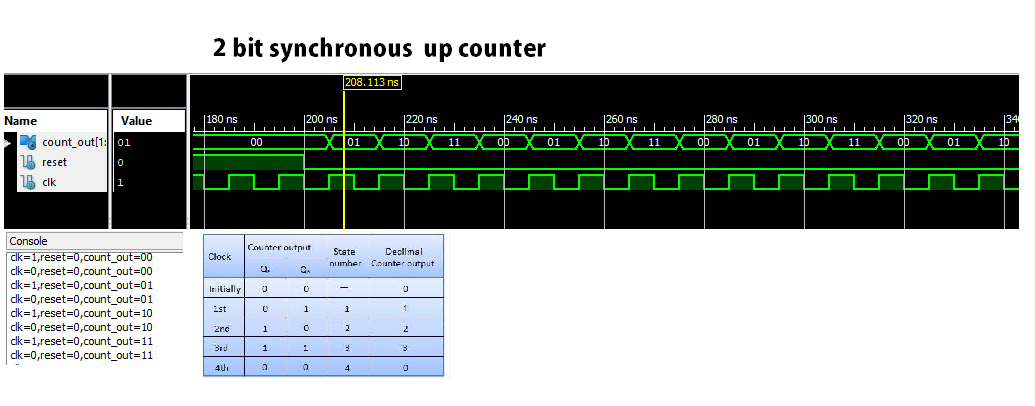 2 bit synchronous up counter
208.113 ns
Name Value
180 ns 200 ns 220 ns 240 ns 260 ns 280 ns 300 ns 320 ns 340
count_out[1: 01 00 01 10 11 00 01 10 11 00 01 10 11 00 01 10
reset 0
clk 1
Console
clk=1,reset=0,count_out=00
clk=0,reset=0,count_out=00
clk=1,reset=0,count_out=01
clk=0,reset=0,count_out=01
clk=1,reset=0,count_out=10
clk=0,reset=0,count_out=10
clk=1,reset=0,count_out=11
clk=0,reset=0,count_out=11
Clock Counter output State number Decimal Counter output
Initially 0 0 — 0
1st 0 1 1 1
2nd 1 0 2 2
3rd 1 1 3 3
4th 0 0 4 0